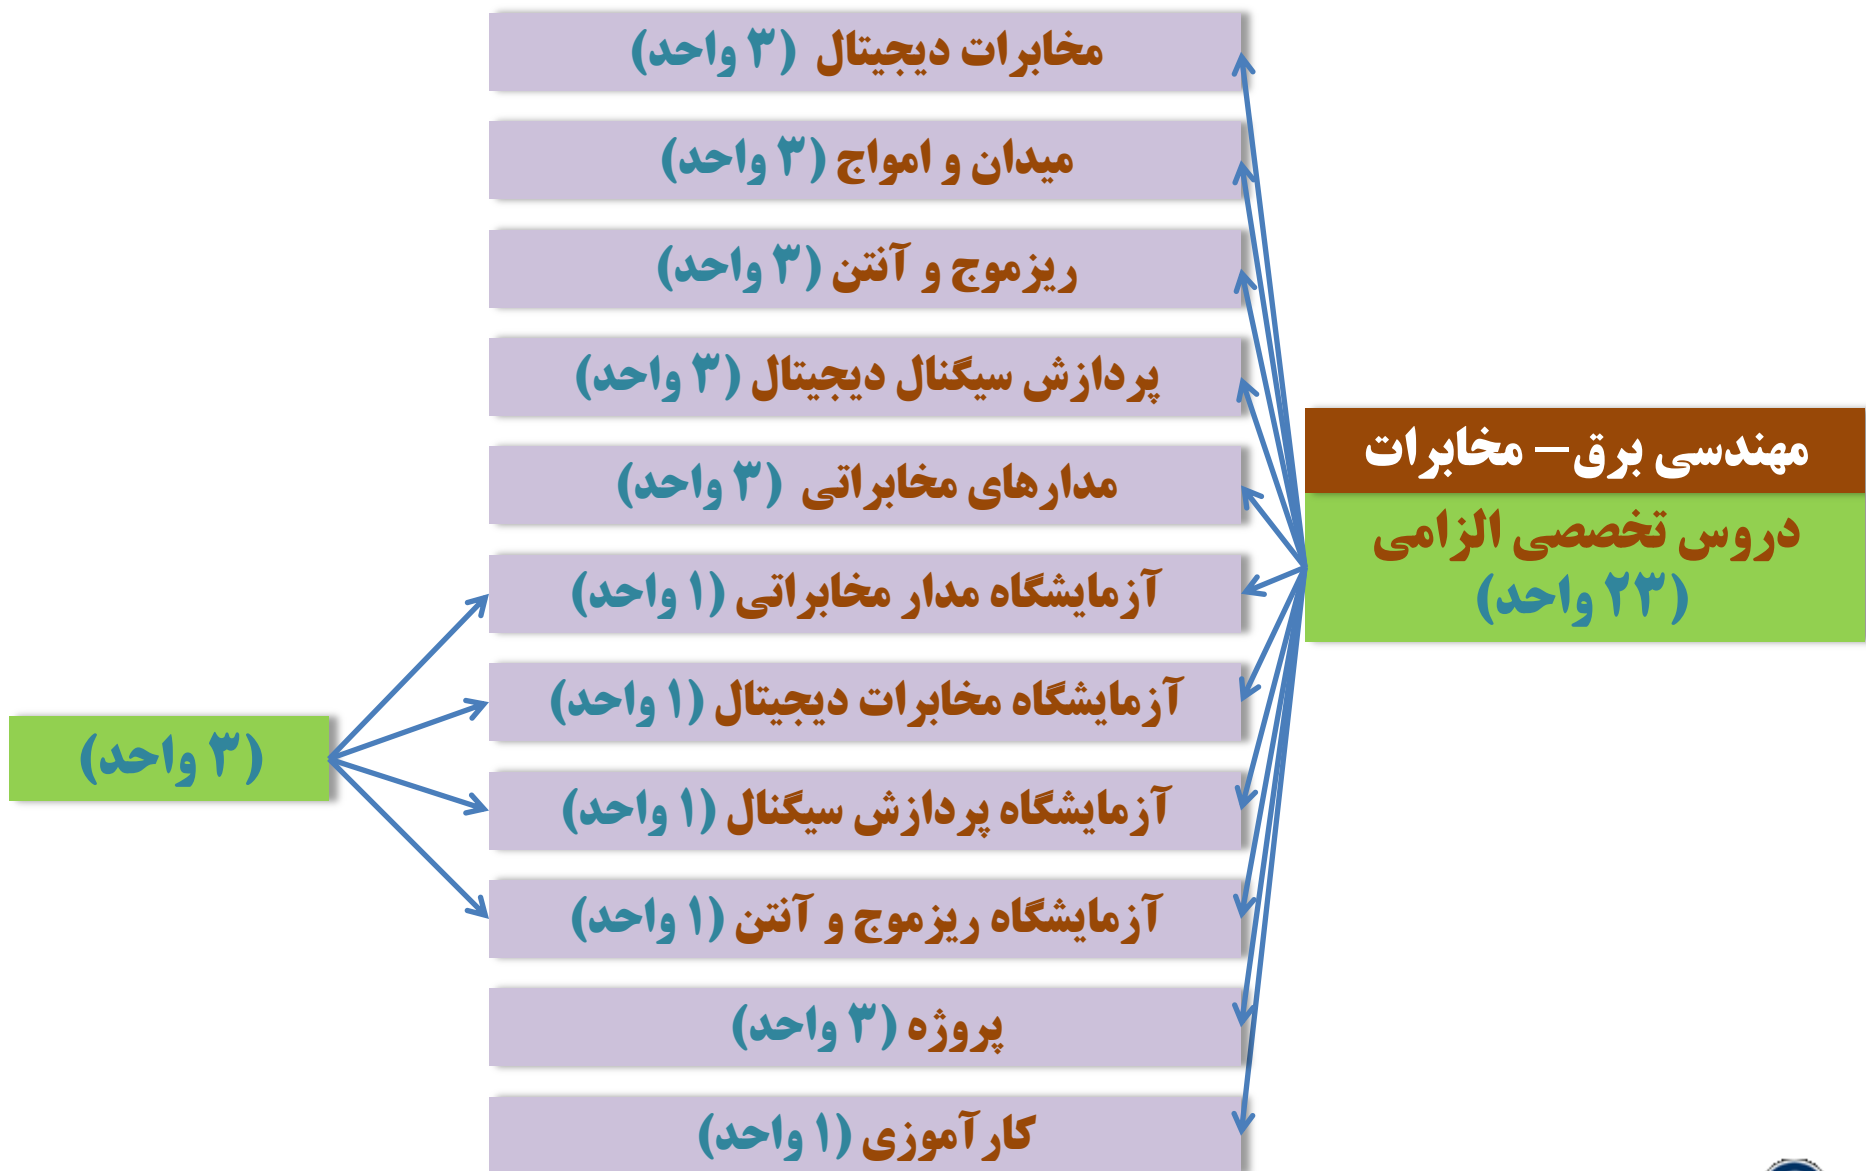 مهندسی برق– مخابرات
دروس تخصصی الزامی
(۲۳ واحد)
مخابرات دیجیتال (۳ واحد)
میدان و امواج (۳ واحد)
ریزموج و آنتن (۳ واحد)
پردازش سیگنال دیجیتال (۳ واحد)
مدارهای مخابراتی (۳ واحد)
آزمایشگاه مدار مخابراتی (۱ واحد)
آزمایشگاه مخابرات دیجیتال (۱ واحد)
آزمایشگاه پردازش سیگنال (۱ واحد)
آزمایشگاه ریزموج و آنتن (۱ واحد)
پروژه (۳ واحد)
کارآموزی (۱ واحد)
(۳ واحد)